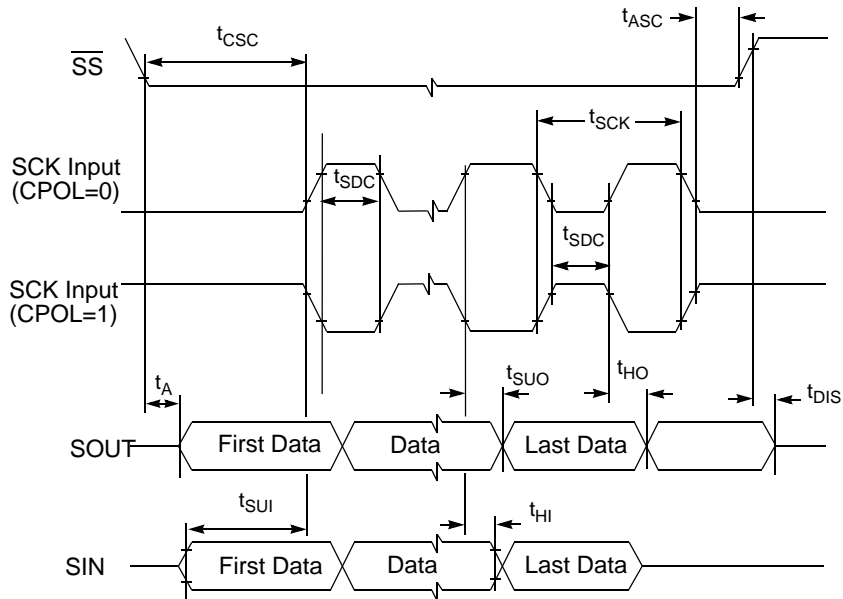 tASC
tCSC
SS
tSCK
SCK Input
(CPOL=0)
tSDC
tSDC
SCK Input
(CPOL=1)
tA
tSUO
tHO
tDIS
SOUT
First Data
Data
Last Data
tSUI
tHI
SIN
First Data
Data
Last Data